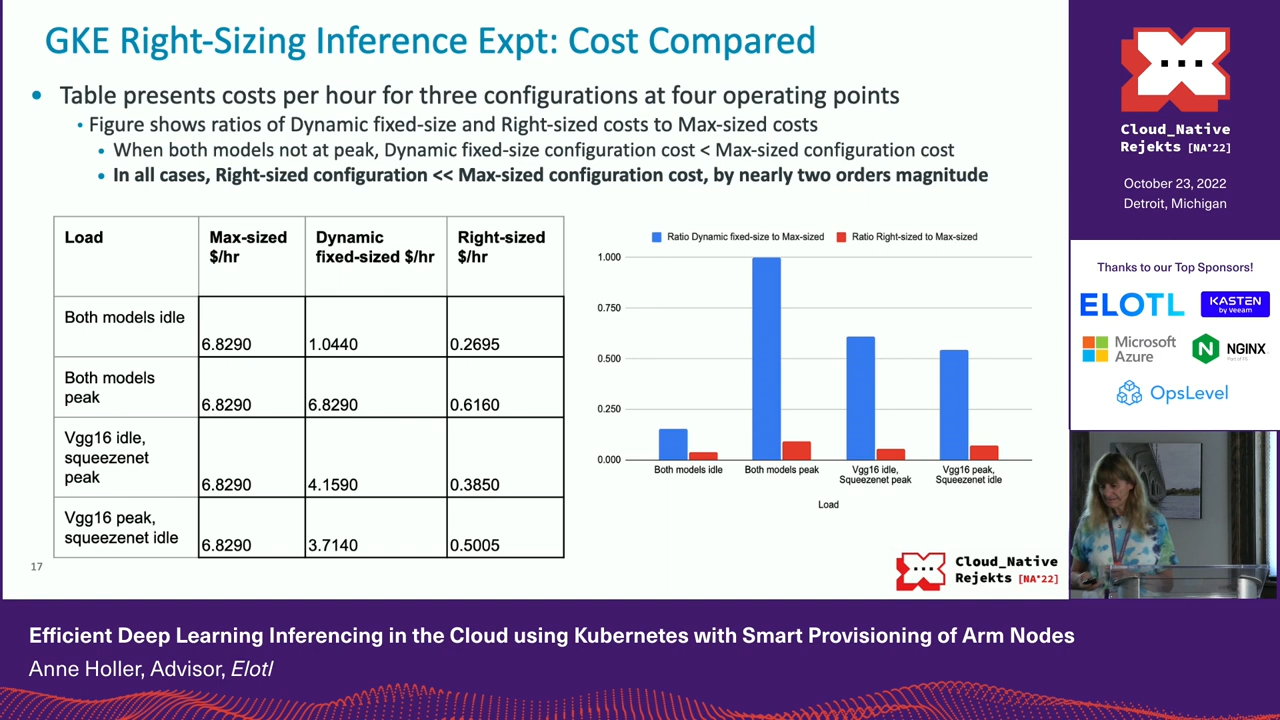 GKE Right-Sizing Inference Expt: Cost Compared
• Table presents costs per hour for three configurations at four operating points
• Figure shows ratios of Dynamic fixed-size and Right-sized costs to Max-sized costs
• When both models not at peak, Dynamic fixed-size configuration cost < Max-sized configuration cost
• In all cases, Right-sized configuration << Max-sized configuration cost, by nearly two orders magnitude
Load
Max-sized
$/hr
Dynamic
fixed-sized $/hr
Right-sized
$/hr
Both models idle
6.8290
1.0440
0.2695
Both models
peak
6.8290
6.8290
0.6160
Vgg16 idle,
squeezenet
peak
6.8290
4.1590
0.3850
Vgg16 peak,
squeezenet idle
6.8290
3.7140
0.5005
Ratio Dynamic fixed-size to Max-sized
Ratio Right-sized to Max-sized
1.000
0.750
0.500
0.250
0.000
Both models idle
Both models peak
Vgg16 idle,
Squeezenet peak
Vgg16 peak,
Squeezenet idle
Load
17
Cloud_Native
Rejekts [NA'22]
Cloud_Native
Rejekts [NA'22]
October 23, 2022
Detroit, Michigan
Thanks to our Top Sponsors!
ELOTL
KASTEN
by Veeam
Microsoft
Azure
N
NGINX
Part of F5
OpsLevel
Efficient Deep Learning Inferencing in the Cloud using Kubernetes with Smart Provisioning of Arm Nodes
Anne Holler, Advisor, Elotl